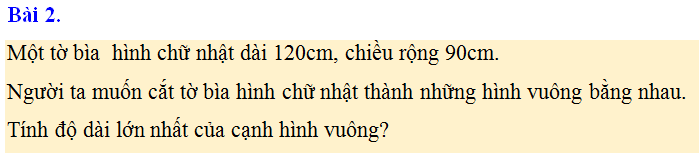 Bài 2.
Một tờ bìa hình chữ nhật dài 120cm, chiều rộng 90cm.
Người ta muốn cắt tờ bìa hình chữ nhật thành những hình vuông bằng nhau.
Tính độ dài lớn nhất của cạnh hình vuông?